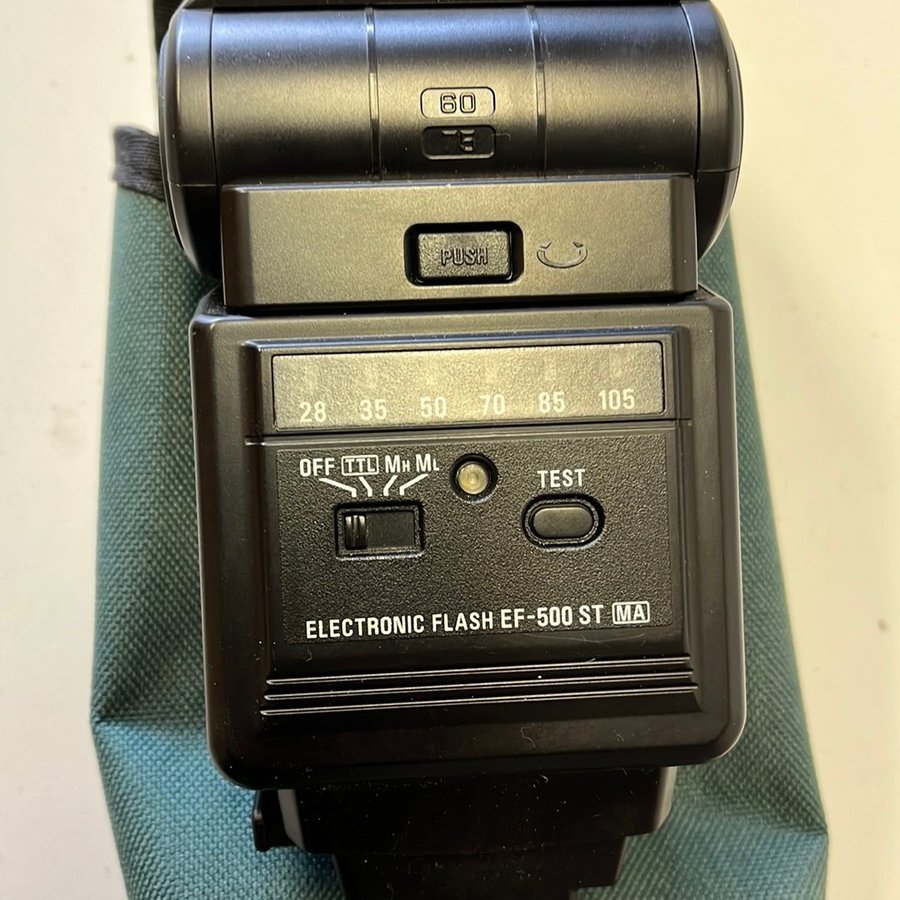 60
75
PUSH
28 35 50 70 85 105
OFF TTL MH ML
TEST
ELECTRONIC FLASH EF-500 ST MA